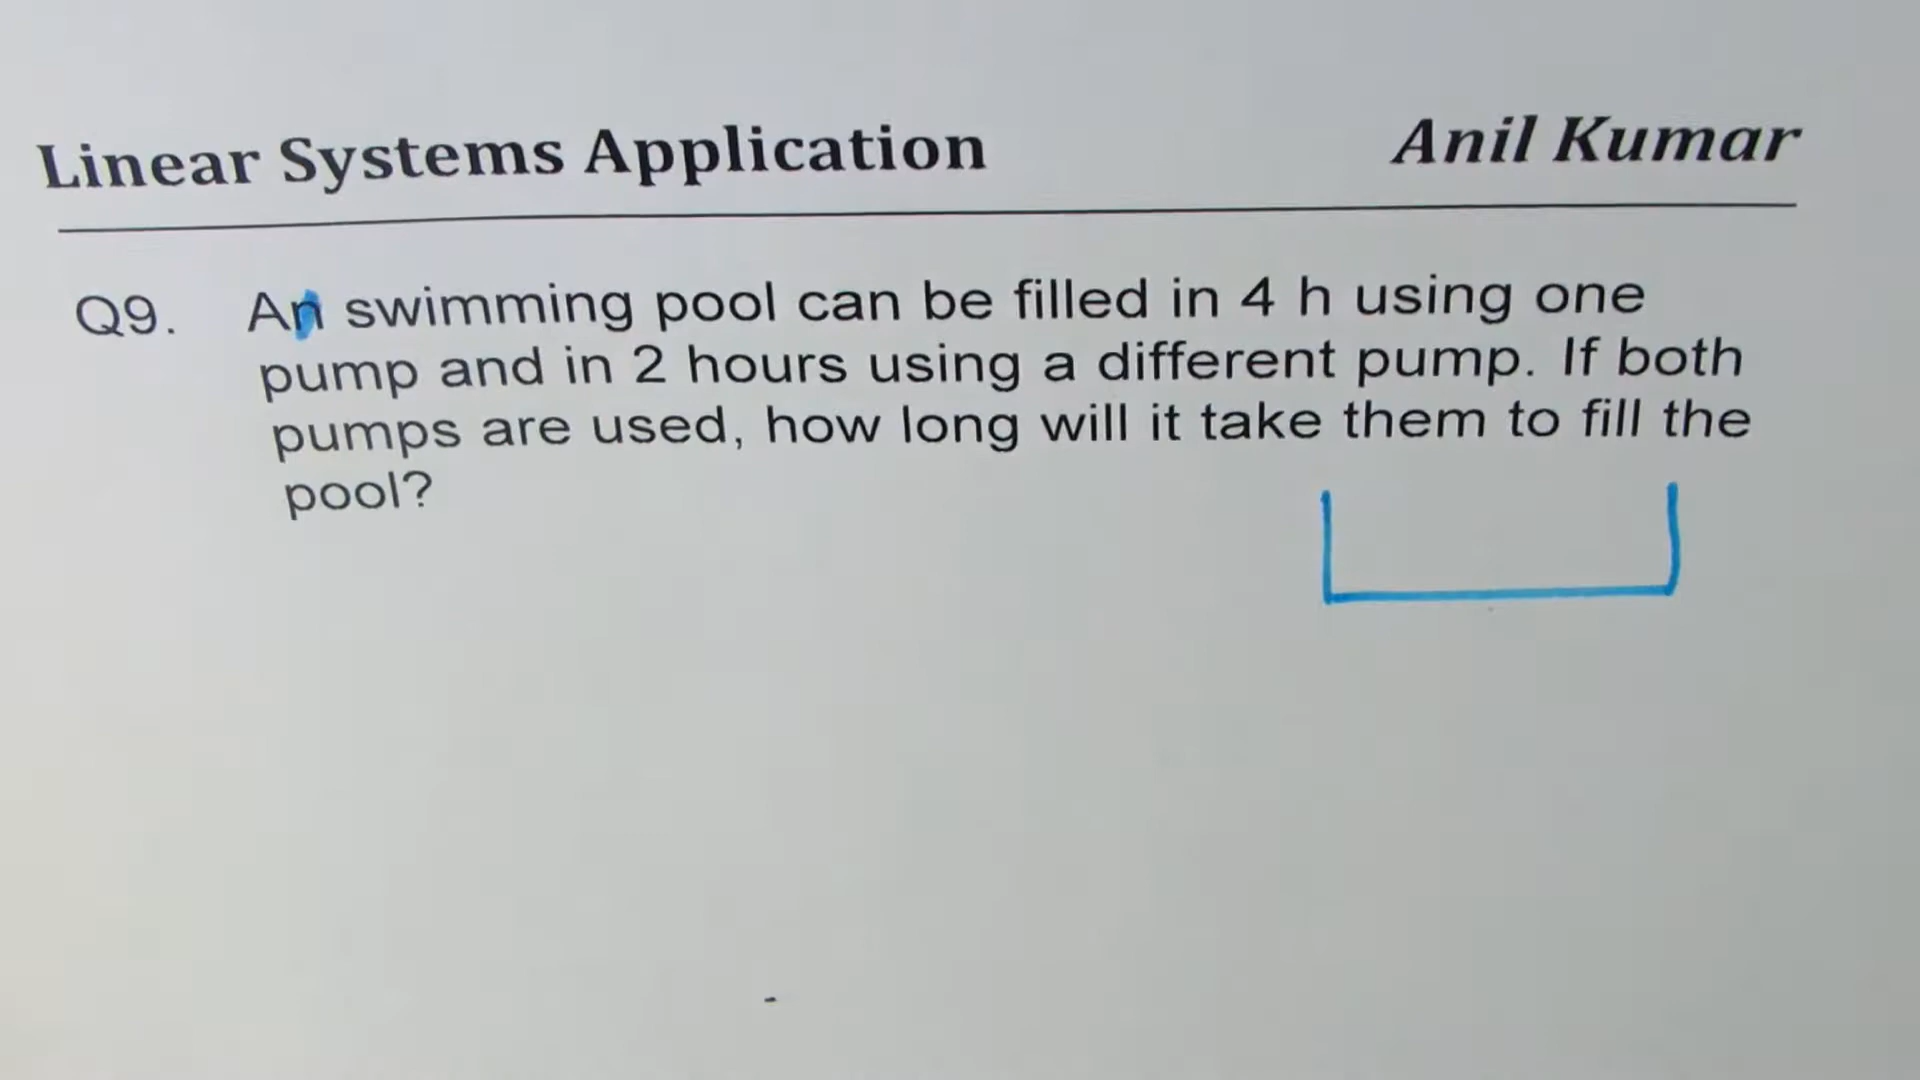 Linear Systems Application
Anil Kumar
Q9. An swimming pool can be filled in 4 h using one
pump and in 2 hours using a different pump. If both
pumps are used, how long will it take them to fill the
pool?